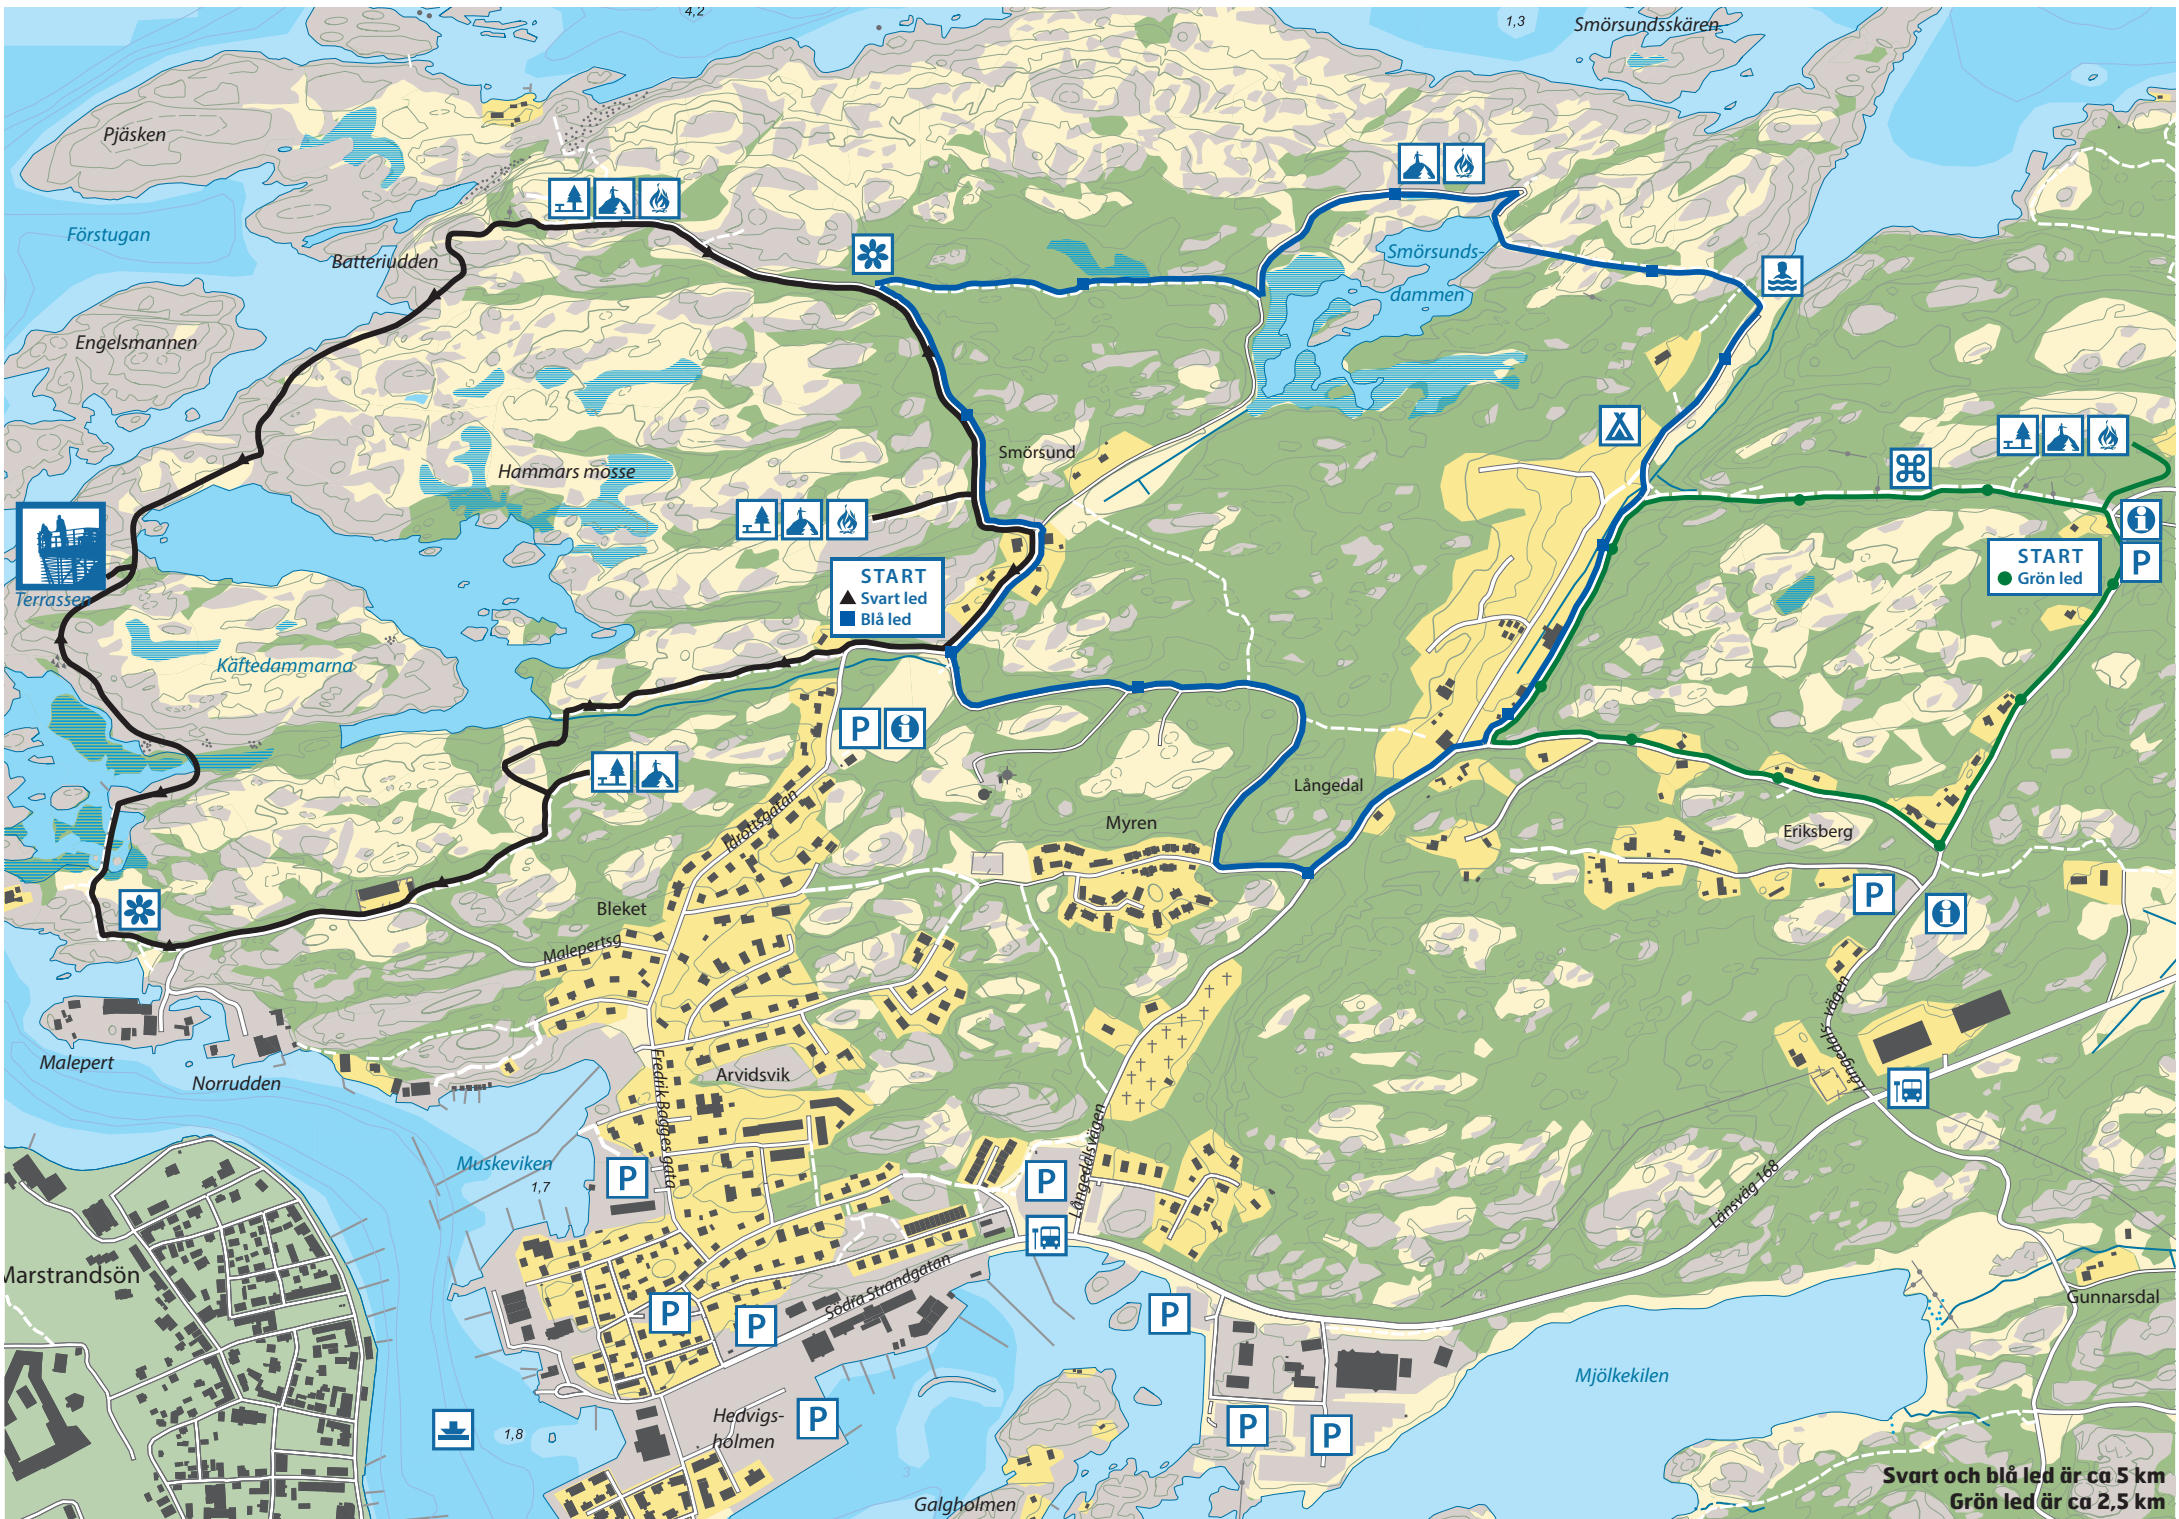 4,2
1,3
Smörsundsskären
Pjäsken
Förstugan
Batteriudden
Smörsunds-
dammen
Engelsmannen
Smörsund
Hammars mosse
START
Svart led
Blå led
START
Grön led
i
P
Terrassen
Käftedammarna
P i
Långedal
Idrottsgatan
Myren
Eriksberg
P
i
Bleket
Malepertsg
Långedals vägen
Malepert
Norrudden
Arvidsvik
Fredrik Bagges gata
Långedalsvägen
Muskeviken
1,7
P
P
Länsväg 168
Marstrandsön
Södra Strandgatan
Gunnarsdal
P
P
P
Mjölkekilen
Hedvigs-
holmen
P
P
P
1,8
3
Galgholmen
Svart och blå led är ca 5 km
Grön led är ca 2,5 km